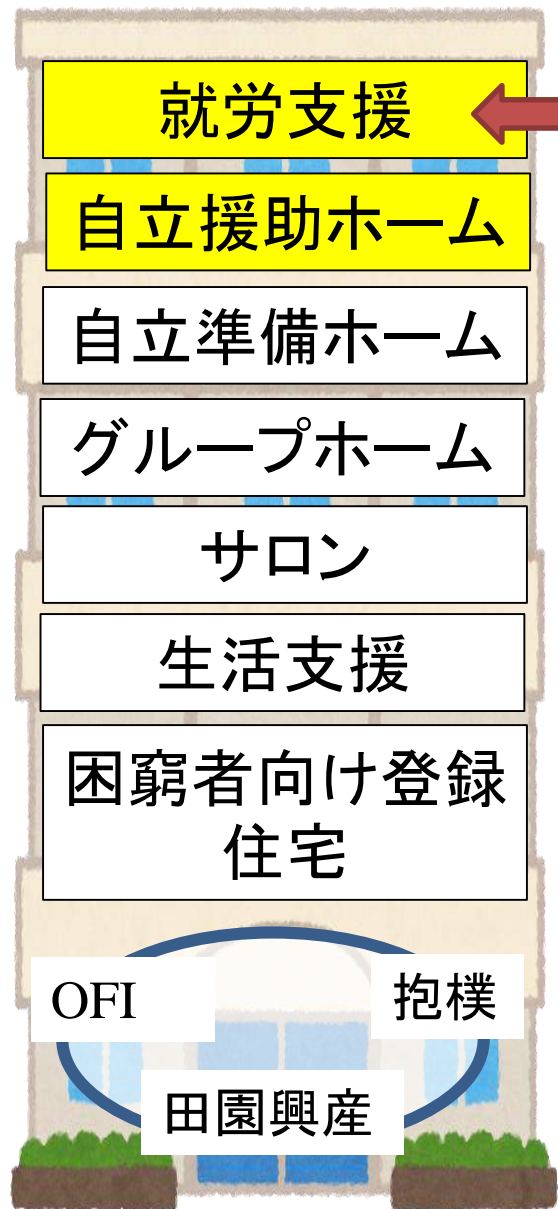 就労支援
自立援助ホーム
自立準備ホーム
グループホーム
サロン
生活支援
困窮者向け登録
住宅
OFI
抱樸
田園興産